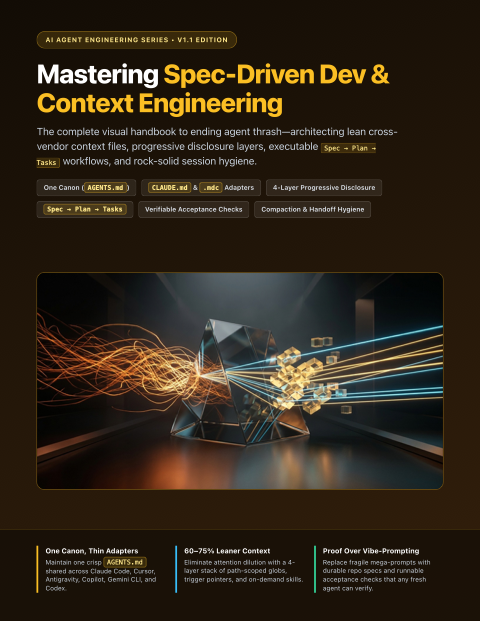 AI AGENT ENGINEERING SERIES • V1.1 EDITION
Mastering Spec-Driven Dev &
Context Engineering
The complete visual handbook to ending agent thrash—architecting lean cross-
vendor context files, progressive disclosure layers, executable Spec → Plan →
Tasks workflows, and rock-solid session hygiene.
One Canon ( AGENTS.md ) CLAUDE.md & .mdc Adapters 4-Layer Progressive Disclosure
Spec → Plan → Tasks Verifiable Acceptance Checks Compaction & Handoff Hygiene
One Canon, Thin Adapters
Maintain one crisp AGENTS.md
shared across Claude Code, Cursor,
Antigravity, Copilot, Gemini CLI, and
Codex.
60–75% Leaner Context
Eliminate attention dilution with a 4-
layer stack of path-scoped globs,
trigger pointers, and on-demand skills.
Proof Over Vibe-Prompting
Replace fragile mega-prompts with
durable repo specs and runnable
acceptance checks that any fresh
agent can verify.